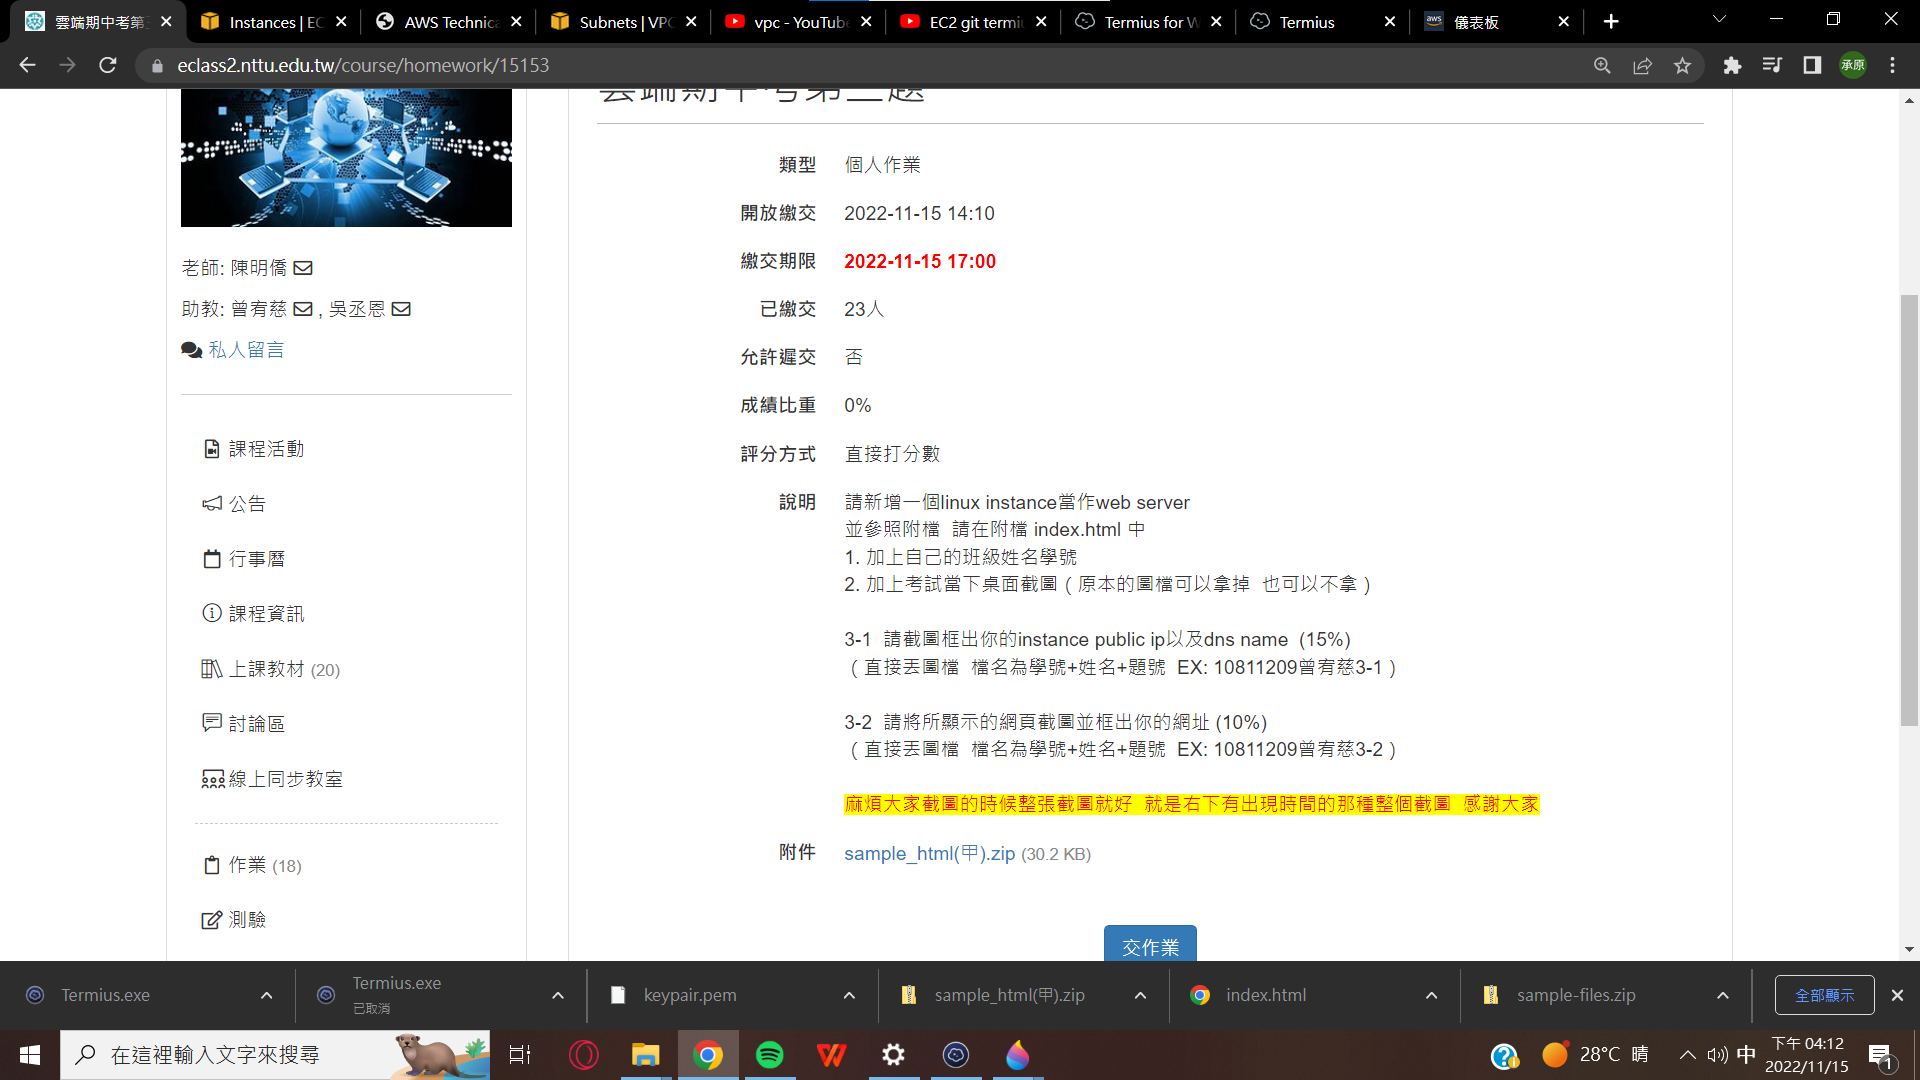 雲端期中考第三
Instances | EC
AWS Technica
Subnets | VPC
vpc - YouTube
EC2 git termiu
Termius for W
Termius
aws
儀表板
eclass2.nttu.edu.tw/course/homework/15153
承原
雲端期中考第三題
類型 個人作業
開放繳交 2022-11-15 14:10
繳交期限 2022-11-15 17:00
已繳交 23人
允許遲交 否
成績比重 0%
評分方式 直接打分數
說明 請新增一個linux instance當作web server
並參照附檔 請在附檔 index.html 中
1. 加上自己的班級姓名學號
2. 加上考試當下桌面截圖 ( 原本的圖檔可以拿掉 也可以不拿 )
3-1 請截圖框出你的instance public ip以及dns name (15%)
( 直接丟圖檔 檔名為學號+姓名+題號 EX: 10811209曾宥慈3-1 )
3-2 請將所顯示的網頁截圖並框出你的網址 (10%)
( 直接丟圖檔 檔名為學號+姓名+題號 EX: 10811209曾宥慈3-2 )
麻煩大家截圖的時候整張截圖就好 就是右下有出現時間的那種整個截圖 感謝大家
附件 sample_html(甲).zip (30.2 KB)
交作業
老師: 陳明僑
助教: 曾宥慈 , 吳丞恩
私人留言
課程活動
公告
行事曆
課程資訊
上課教材 (20)
討論區
線上同步教室
作業 (18)
測驗
Termius.exe
Termius.exe
已取消
keypair.pem
sample_html(甲).zip
index.html
sample-files.zip
全部顯示
在這裡輸入文字來搜尋
28°C 晴
中
下午 04:12
2022/11/15
1